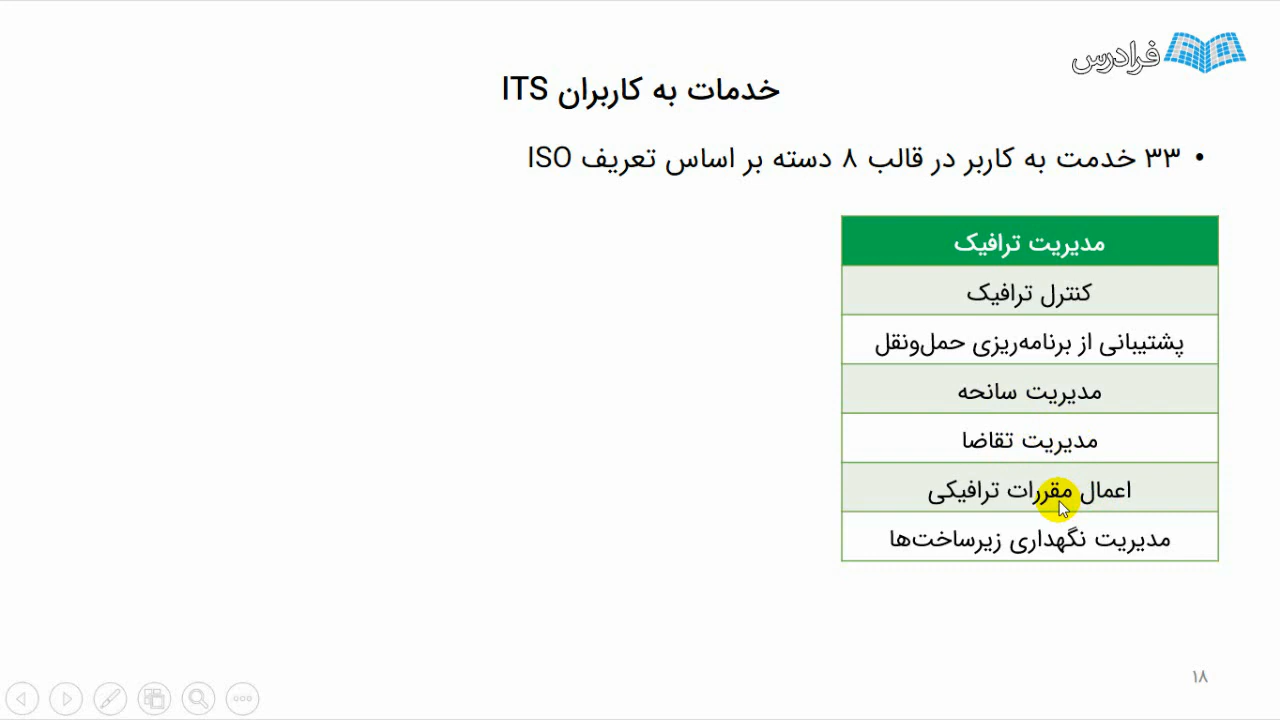 فرادرس
خدمات به کاربران ITS
• ۳۳ خدمت به کاربر در قالب ۸ دسته بر اساس تعریف ISO
مدیریت ترافیک
کنترل ترافیک
پشتیبانی از برنامه‌ریزی حمل‌ونقل
مدیریت سانحه
مدیریت تقاضا
اعمال مقررات ترافیکی
مدیریت نگهداری زیرساخت‌ها
۱۸